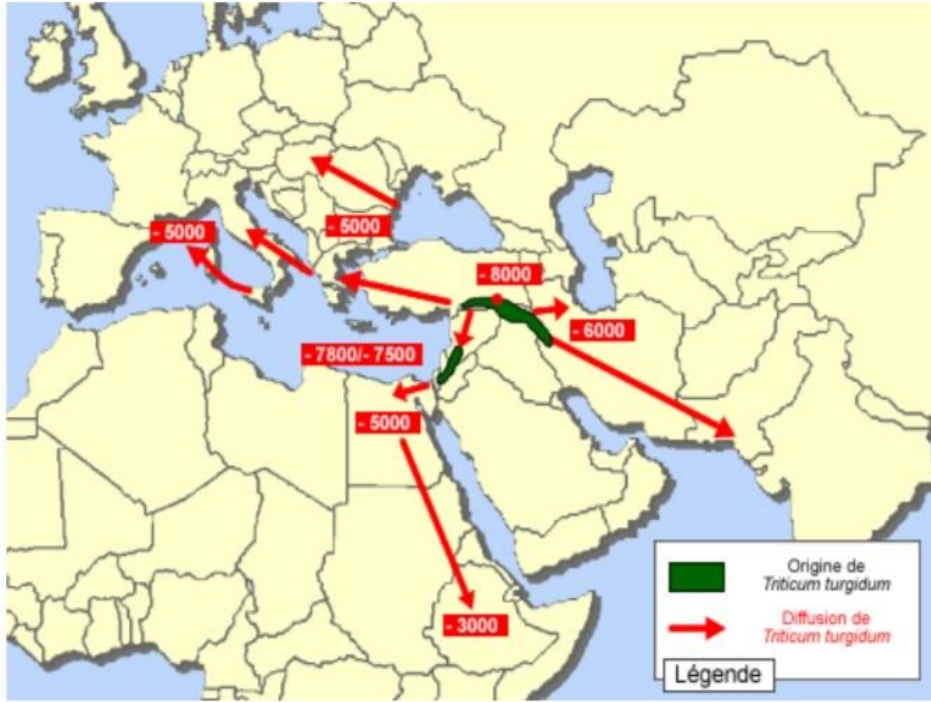 - 5000
- 5000
- 8000
- 6000
- 7800/- 7500
- 5000
- 3000
Origine de
Triticum turgidum
Diffusion de
Triticum turgidum
Légende